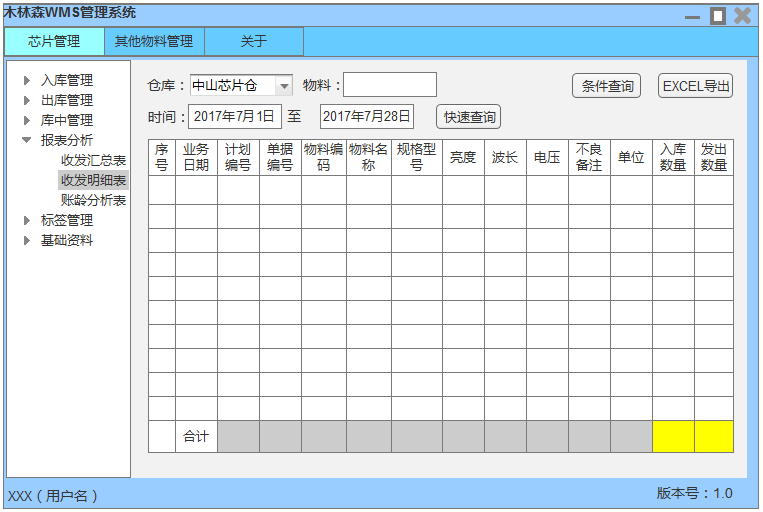 木林森WMS管理系统
芯片管理 其他物料管理 关于
入库管理
出库管理
库中管理
报表分析
收发汇总表
收发明细表
账龄分析表
标签管理
基础资料
仓库： 中山芯片仓 物料： 条件查询 EXCEL导出
时间： 2017年7月1日 至 2017年7月28日 快速查询
序号 业务日期 计划编号 单据编号 物料编码 物料名称 规格型号 亮度 波长 电压 不良备注 单位 入库数量 发出数量
合计
XXX（用户名） 版本号：1.0